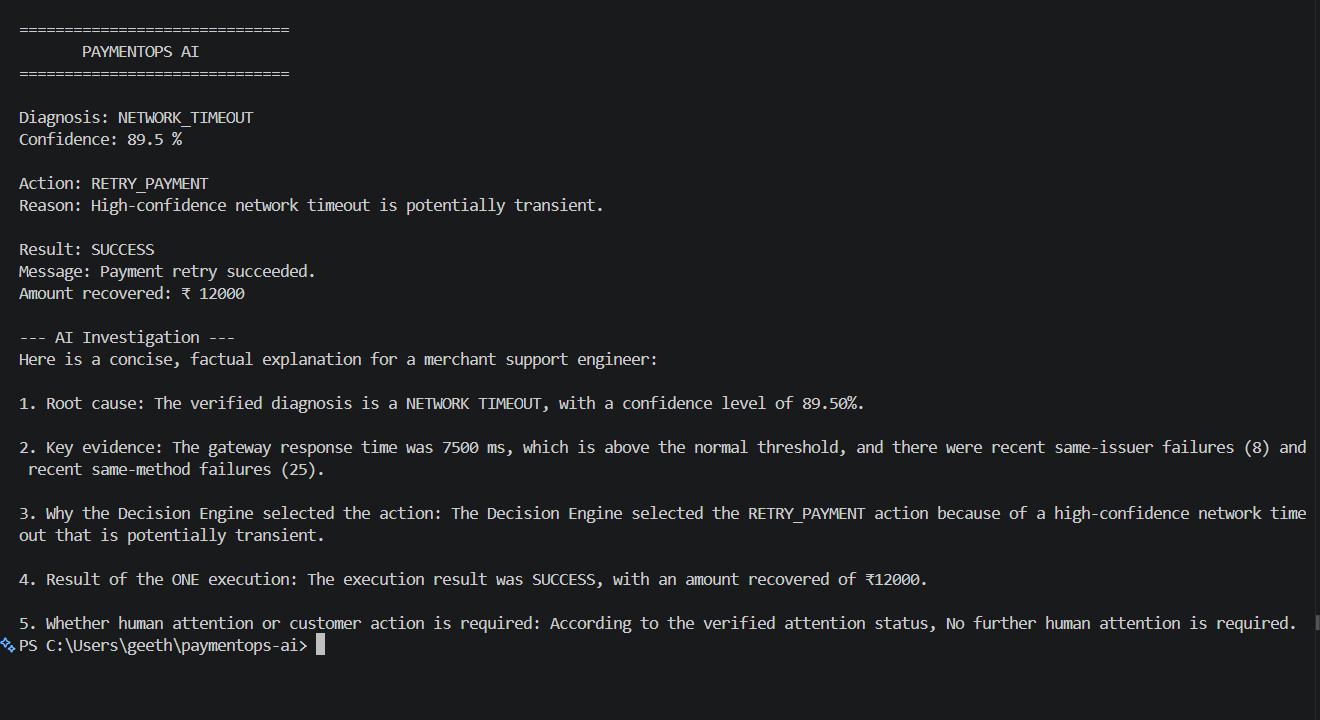 ==============================
PAYMENTOPS AI
==============================
Diagnosis: NETWORK_TIMEOUT
Confidence: 89.5 %
Action: RETRY_PAYMENT
Reason: High-confidence network timeout is potentially transient.
Result: SUCCESS
Message: Payment retry succeeded.
Amount recovered: ₹ 12000
--- AI Investigation ---
Here is a concise, factual explanation for a merchant support engineer:
1. Root cause: The verified diagnosis is a NETWORK TIMEOUT, with a confidence level of 89.50%.
2. Key evidence: The gateway response time was 7500 ms, which is above the normal threshold, and there were recent same-issuer failures (8) and
recent same-method failures (25).
3. Why the Decision Engine selected the action: The Decision Engine selected the RETRY_PAYMENT action because of a high-confidence network time
out that is potentially transient.
4. Result of the ONE execution: The execution result was SUCCESS, with an amount recovered of ₹12000.
5. Whether human attention or customer action is required: According to the verified attention status, No further human attention is required.
PS C:\Users\geeth\paymentops-ai>